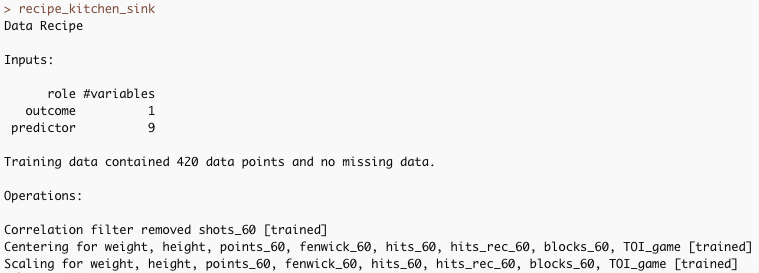 > recipe_kitchen_sink
Data Recipe
Inputs:
role #variables
outcome 1
predictor 9
Training data contained 420 data points and no missing data.
Operations:
Correlation filter removed shots_60 [trained]
Centering for weight, height, points_60, fenwick_60, hits_60, hits_rec_60, blocks_60, TOI_game [trained]
Scaling for weight, height, points_60, fenwick_60, hits_60, hits_rec_60, blocks_60, TOI_game [trained]